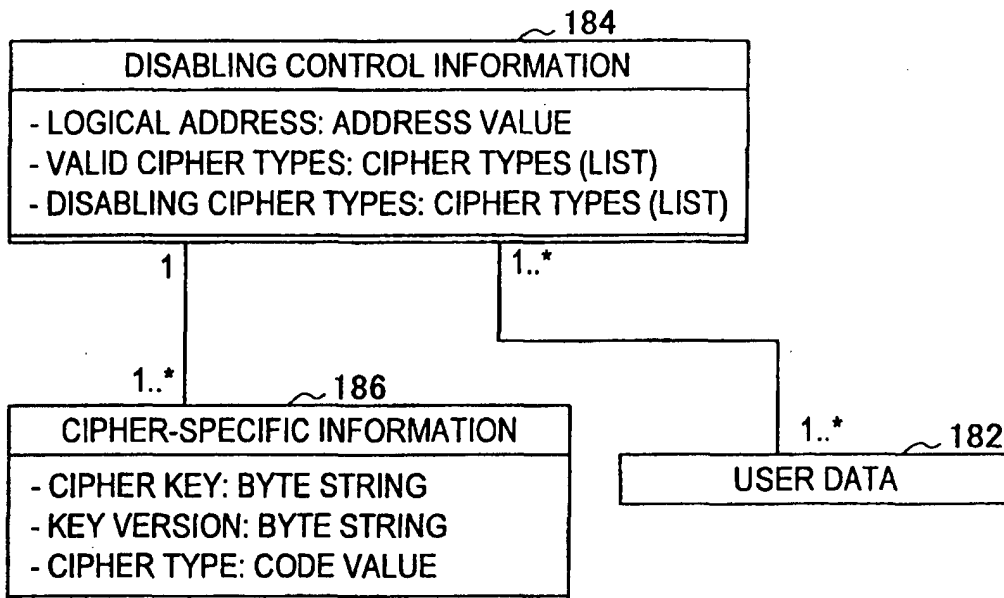 184
DISABLING CONTROL INFORMATION
- LOGICAL ADDRESS: ADDRESS VALUE
- VALID CIPHER TYPES: CIPHER TYPES (LIST)
- DISABLING CIPHER TYPES: CIPHER TYPES (LIST)
1
1..*
1..*
186
CIPHER-SPECIFIC INFORMATION
- CIPHER KEY: BYTE STRING
- KEY VERSION: BYTE STRING
- CIPHER TYPE: CODE VALUE
1..*
182
USER DATA